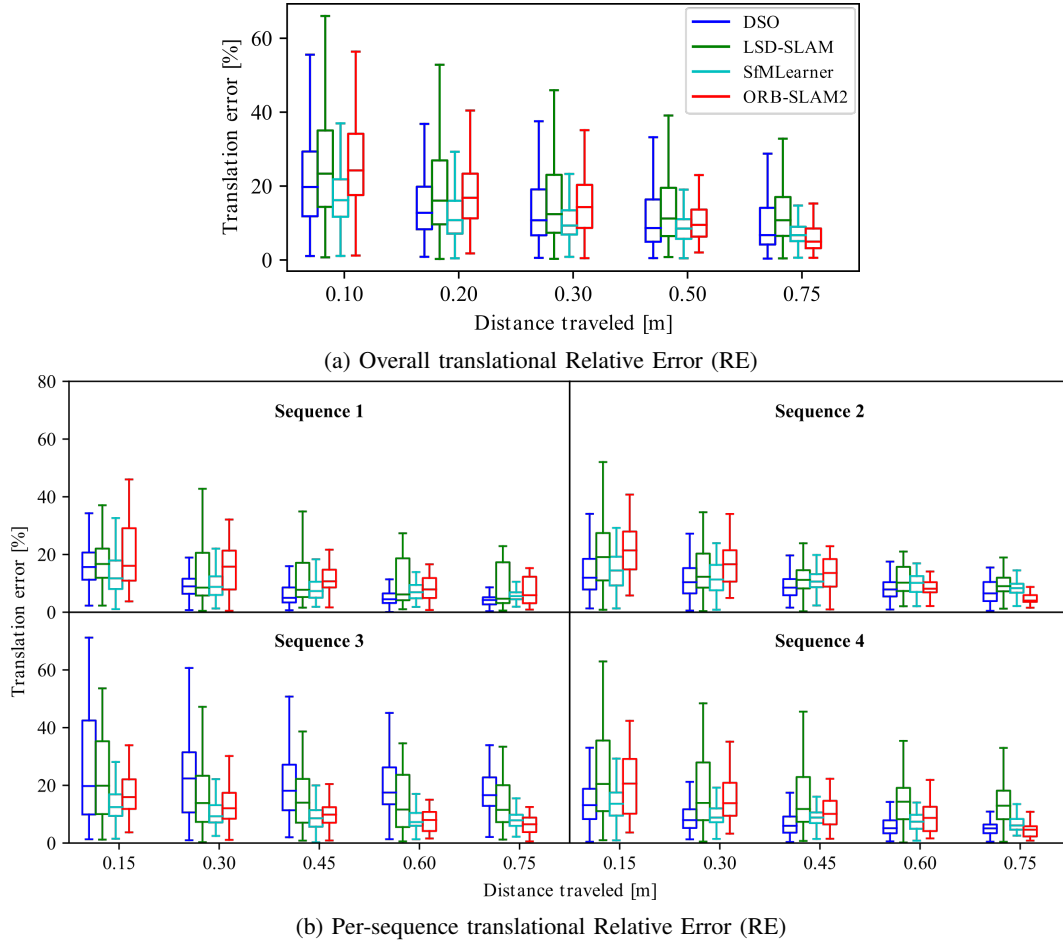 DSO
LSD-SLAM
SfMLearner
ORB-SLAM2
Translation error [%]
60
40
20
0
0.10 0.20 0.30 0.50 0.75
Distance traveled [m]
(a) Overall translational Relative Error (RE)
80
Sequence 1 Sequence 2
60
40
20
0
Translation error [%]
Sequence 3 Sequence 4
60
40
20
0
0.15 0.30 0.45 0.60 0.75 0.15 0.30 0.45 0.60 0.75
Distance traveled [m]
(b) Per-sequence translational Relative Error (RE)